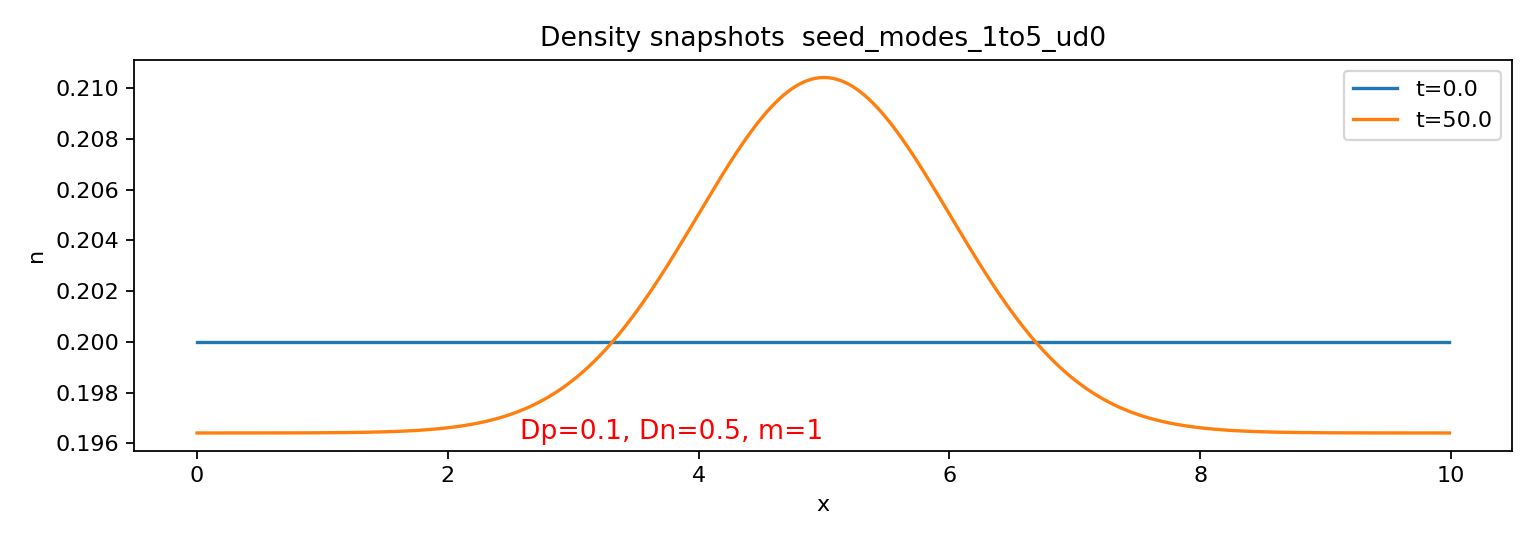 Density snapshots  seed_modes_1to5_ud0
t=0.0
t=50.0
n
0.210
0.208
0.206
0.204
0.202
0.200
0.198
0.196
Dp=0.1, Dn=0.5, m=1
0 2 4 6 8 10
x